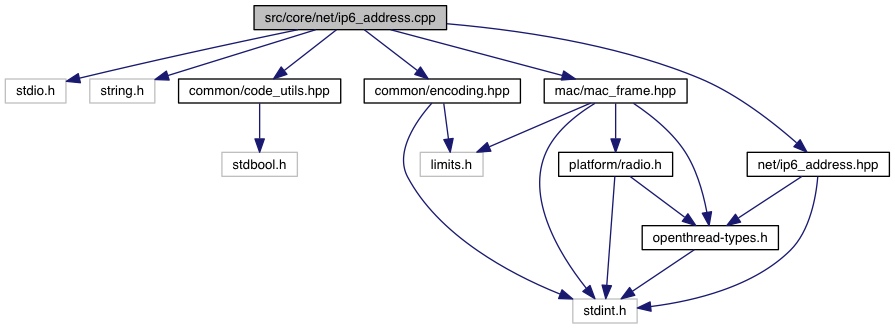 src/core/net/ip6_address.cpp
stdio.h
string.h
common/code_utils.hpp
common/encoding.hpp
mac/mac_frame.hpp
stdbool.h
limits.h
platform/radio.h
net/ip6_address.hpp
openthread-types.h
stdint.h